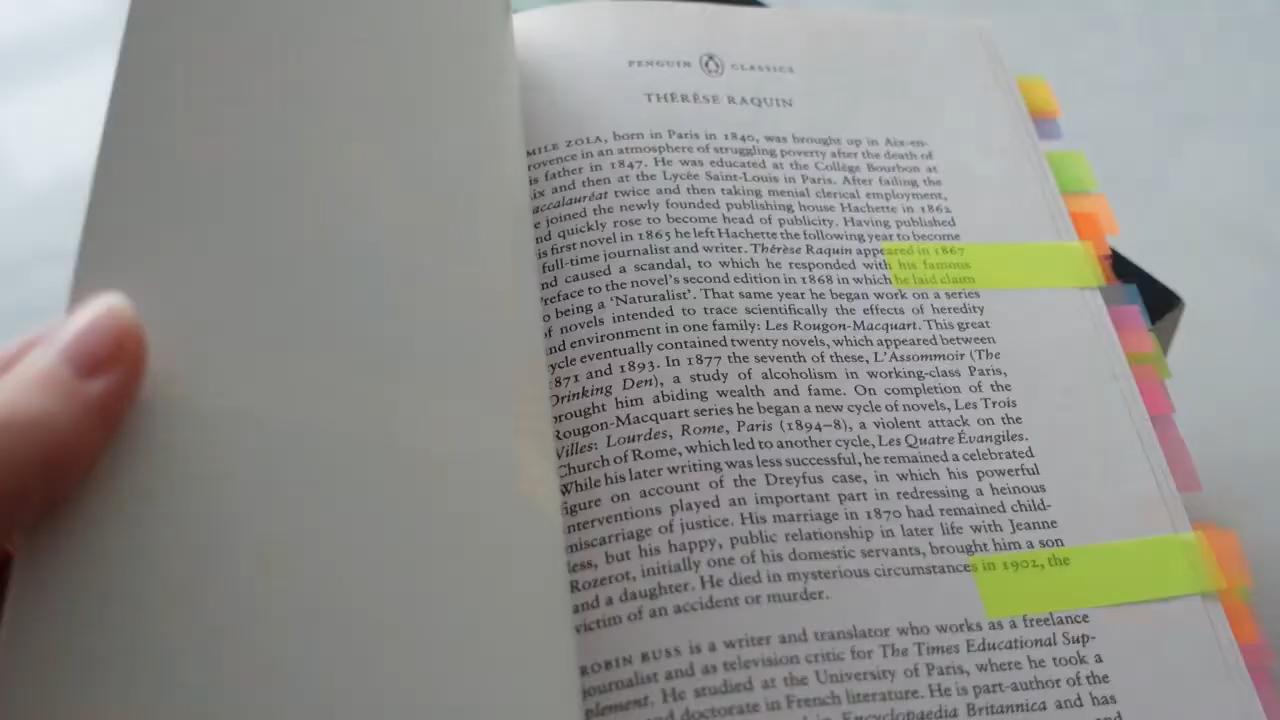 PENGUIN CLASSICS
THÉRÈSE RAQUIN
MILE ZOLA, born in Paris in 1840, was brought up in Aix-en-
rovence in an atmosphere of struggling poverty after the death of
is father in 1847. He was educated at the Collège Bourbon at
ix and then at the Lycée Saint-Louis in Paris. After failing the
accalauréat twice and then taking menial clerical employment,
e joined the newly founded publishing house Hachette in 1862
nd quickly rose to become head of publicity. Having published
is first novel in 1865 he left Hachette the following year to become
full-time journalist and writer. Thérèse Raquin appeared in 1867
nd caused a scandal, to which he responded with his famous
reface to the novel's second edition in 1868 in which he laid claim
o being a 'Naturalist'. That same year he began work on a series
f novels intended to trace scientifically the effects of heredity
nd environment in one family: Les Rougon-Macquart. This great
ycle eventually contained twenty novels, which appeared between
871 and 1893. In 1877 the seventh of these, L'Assommoir (The
Drinking Den), a study of alcoholism in working-class Paris,
brought him abiding wealth and fame. On completion of the
Rougon-Macquart series he began a new cycle of novels, Les Trois
Villes: Lourdes, Rome, Paris (1894–8), a violent attack on the
Church of Rome, which led to another cycle, Les Quatre Évangiles.
While his later writing was less successful, he remained a celebrated
figure on account of the Dreyfus case, in which his powerful
interventions played an important part in redressing a heinous
miscarriage of justice. His marriage in 1870 had remained child-
less, but his happy, public relationship in later life with Jeanne
Rozerot, initially one of his domestic servants, brought him a son
and a daughter. He died in mysterious circumstances in 1902, the
victim of an accident or murder.
ROBIN BUSS is a writer and translator who works as a freelance
journalist and as television critic for The Times Educational Sup-
plement. He studied at the University of Paris, where he took a
and doctorate in French literature. He is part-author of the
in Encyclopaedia Britannica and has
and